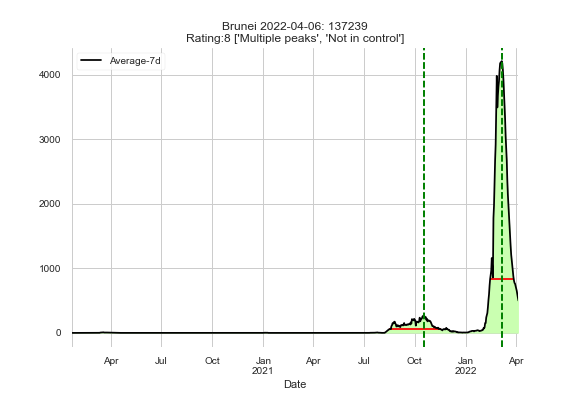 Brunei 2022-04-06: 137239
Rating:8 ['Multiple peaks', 'Not in control']
Average-7d
4000
3000
2000
1000
0
Apr Jul Oct Jan Apr Jul Oct Jan Apr
2021 2022
Date